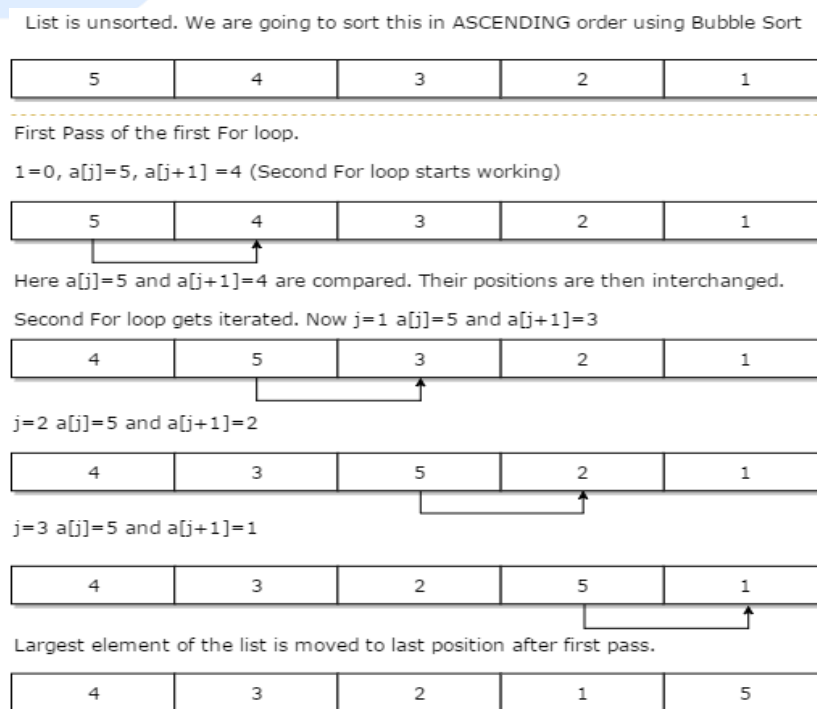 List is unsorted. We are going to sort this in ASCENDING order using Bubble Sort
5 4 3 2 1
First Pass of the first For loop.
1=0, a[j]=5, a[j+1] =4 (Second For loop starts working)
5 4 3 2 1
Here a[j]=5 and a[j+1]=4 are compared. Their positions are then interchanged.
Second For loop gets iterated. Now j=1 a[j]=5 and a[j+1]=3
4 5 3 2 1
j=2 a[j]=5 and a[j+1]=2
4 3 5 2 1
j=3 a[j]=5 and a[j+1]=1
4 3 2 5 1
Largest element of the list is moved to last position after first pass.
4 3 2 1 5